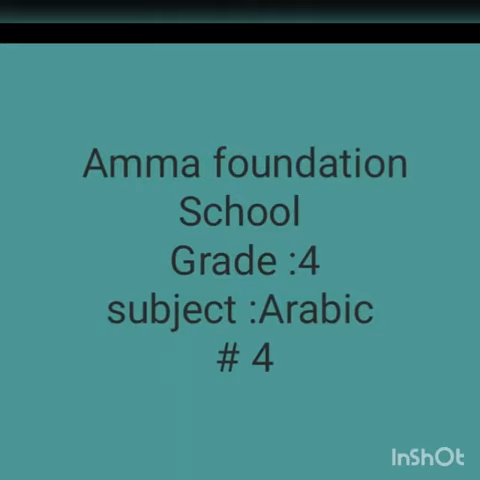 Amma foundation
School
Grade :4
subject :Arabic
# 4
InShOt